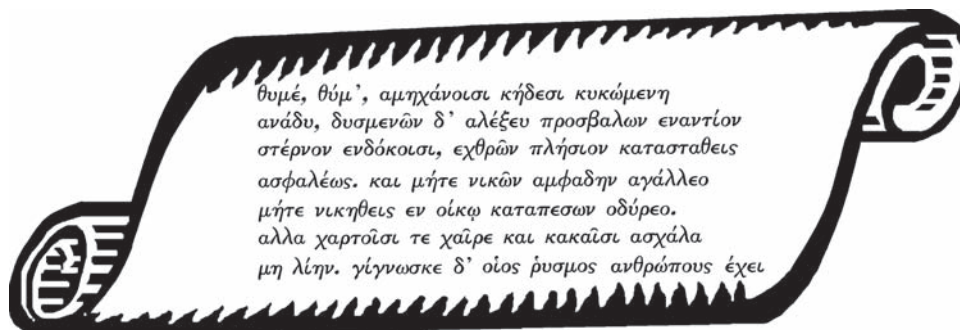 θυμέ, θύμ', αμηχάνοισι κήδεσι κυκώμενη
ανάδυ, δυσμενῶν δ' αλέξευ προσβαλων εναντίον
στέρνον ενδόκοισι, εχθρῶν πλήσιον κατασταθεις
ασφαλέως. και μήτε νικῶν αμφαδην αγάλλεο
μήτε νικηθεις εν οίκῳ καταπεσων οδύρεο.
αλλα χαρτοῖσι τε χαῖρε και κακαῖσι ασχάλα
μη λίην. γίγνωσκε δ' οἱος ῥυσμος ανθρώπους έχει